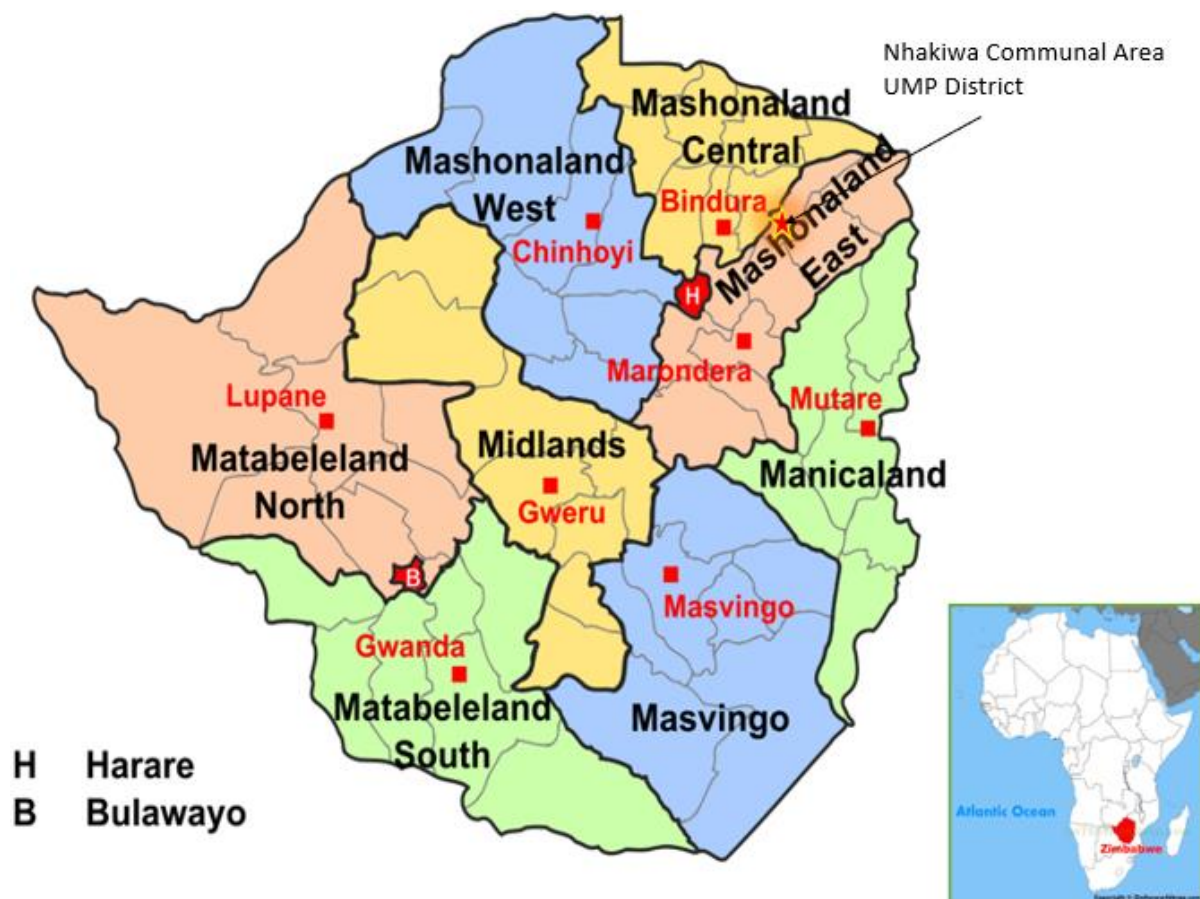 Nhakiwa Communal Area
UMP District
Mashonaland
Central
Mashonaland
West
Mashonaland
East
Bindura
Chinhoyi
H
Marondera
Mutare
Lupane
Matabeleland
North
Midlands
Gweru
Manicaland
B
Masvingo
Gwanda
Matabeleland
South
Masvingo
H Harare
B Bulawayo
Atlantic Ocean
Zimbabwe